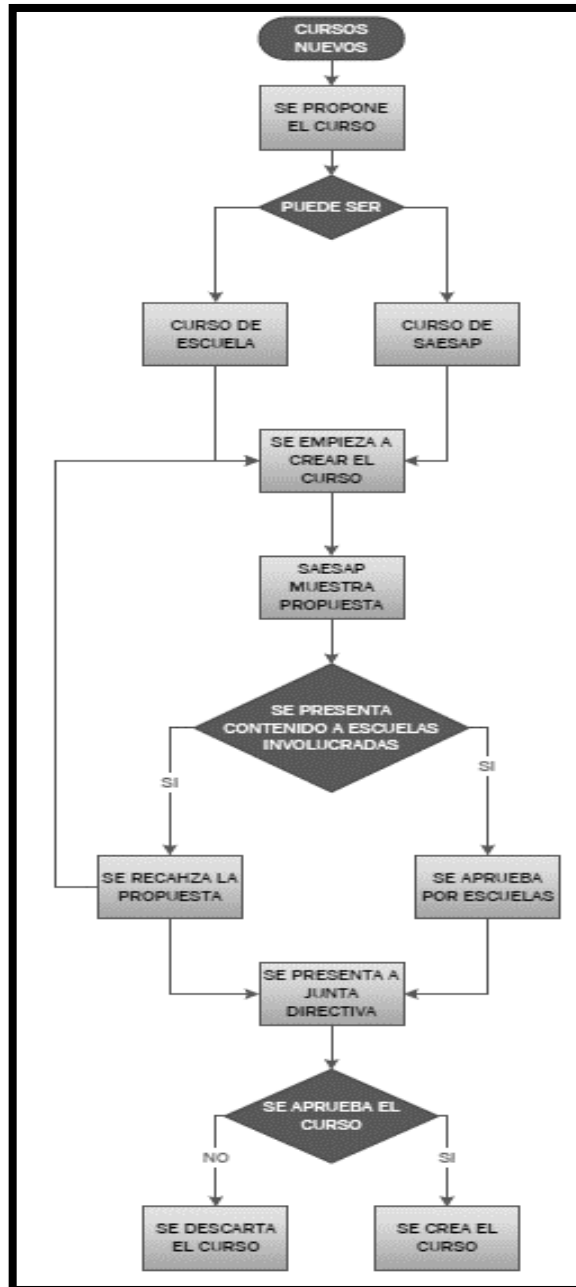 CURSOS
NUEVOS
SE PROPONE
EL CURSO
PUEDE SER
CURSO DE
ESCUELA
CURSO DE
SAESAP
SE EMPIEZA A
CREAR EL
CURSO
SAESAP
MUESTRA
PROPUESTA
SE PRESENTA
CONTENIDO A ESCUELAS
INVOLUCRADAS
SI
SI
SE RECAHZA LA
PROPUESTA
SE APRUEBA
POR ESCUELAS
SE PRESENTA A
JUNTA
DIRECTIVA
SE APRUEBA EL
CURSO
NO
SI
SE DESCARTA
EL CURSO
SE CREA EL
CURSO